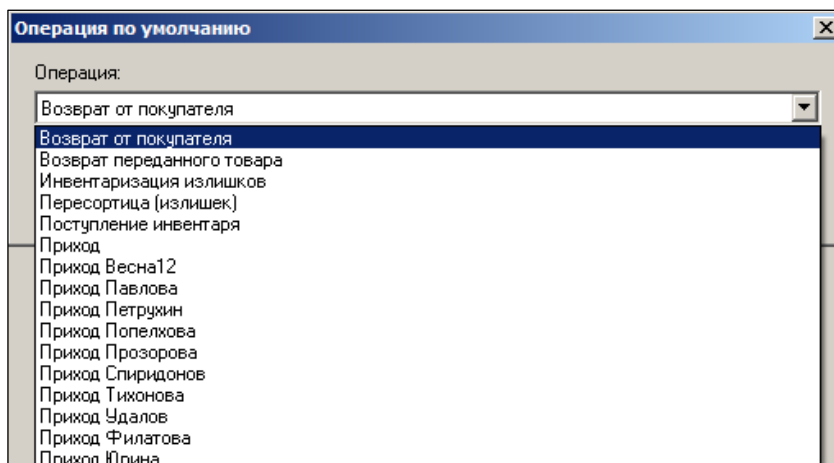 Операция по умолчанию
Операция:
Возврат от покупателя
Возврат от покупателя
Возврат переданного товара
Инвентаризация излишков
Пересортица (излишек)
Поступление инвентаря
Приход
Приход Весна12
Приход Павлова
Приход Петрухин
Приход Попелхова
Приход Прозорова
Приход Спиридонов
Приход Тихонова
Приход Удалов
Приход Филатова
Приход Юрина